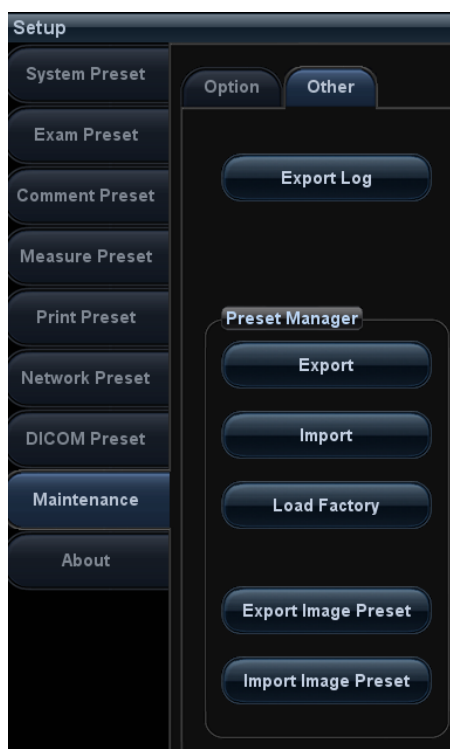 Setup
System Preset
Exam Preset
Comment Preset
Measure Preset
Print Preset
Network Preset
DICOM Preset
Maintenance
About
Option
Other
Export Log
Preset Manager
Export
Import
Load Factory
Export Image Preset
Import Image Preset